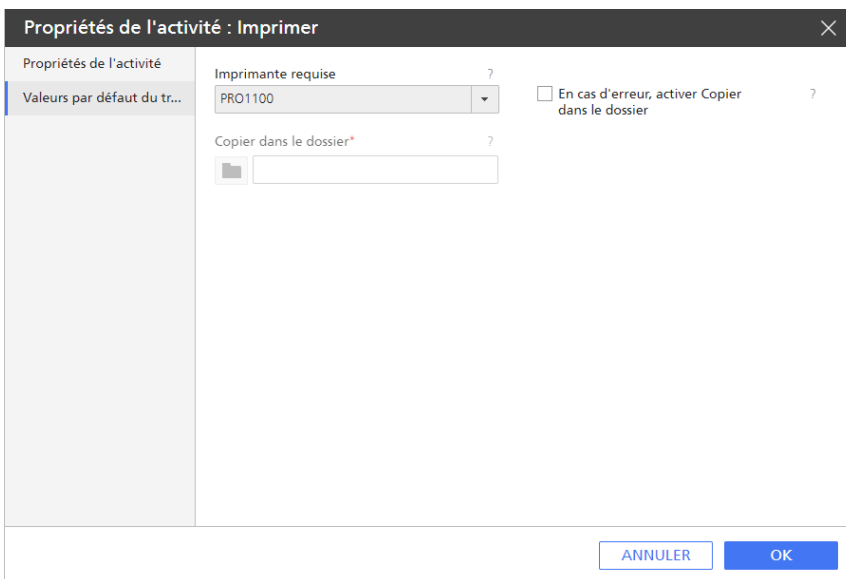 Propriétés de l'activité : Imprimer
Propriétés de l'activité
Valeurs par défaut du tr...
Imprimante requise ?
PRO1100
En cas d'erreur, activer Copier ?
dans le dossier
Copier dans le dossier* ?
ANNULER
OK